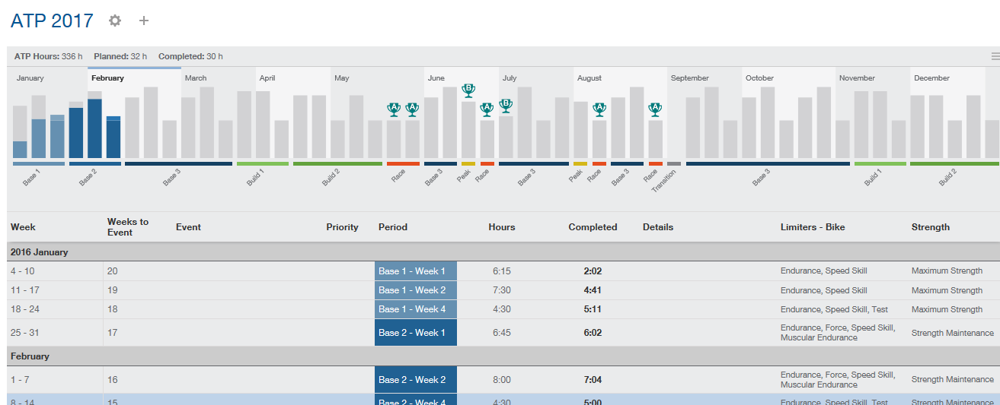 ATP 2017
ATP Hours: 336 h Planned: 32 h Completed: 30 h
January February March April May June July August September October November December
A A B A B A A
Base 1 Base 2 Base 3 Build 1 Build 2 Race Base 3 Peak Race Base 3 Peak Race Base 3 Race Transition Base 3 Build 1 Build 2
Week Weeks to Event Event Priority Period Hours Completed Details Limiters - Bike Strength
2016 January
4 - 10 20 Base 1 - Week 1 6:15 2:02 Endurance, Speed Skill Maximum Strength
11 - 17 19 Base 1 - Week 2 7:30 4:41 Endurance, Speed Skill Maximum Strength
18 - 24 18 Base 1 - Week 4 4:30 5:11 Endurance, Speed Skill, Test Maximum Strength
25 - 31 17 Base 2 - Week 1 6:45 6:02 Endurance, Force, Speed Skill, Muscular Endurance Strength Maintenance
February
1 - 7 16 Base 2 - Week 2 8:00 7:04 Endurance, Force, Speed Skill, Muscular Endurance Strength Maintenance
8 - 14 15 Base 2 - Week 4 4:30 5:00 Endurance, Speed Skill, Test Strength Maintenance